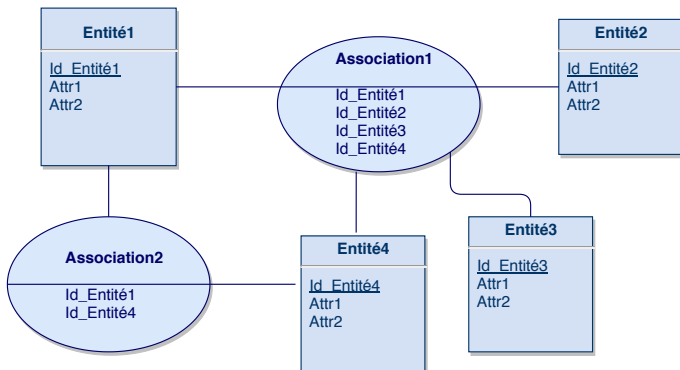 Entité1
Id_Entité1
Attr1
Attr2
Association1
Id_Entité1
Id_Entité2
Id_Entité3
Id_Entité4
Entité2
Id_Entité2
Attr1
Attr2
Association2
Id_Entité1
Id_Entité4
Entité4
Id_Entité4
Attr1
Attr2
Entité3
Id_Entité3
Attr1
Attr2